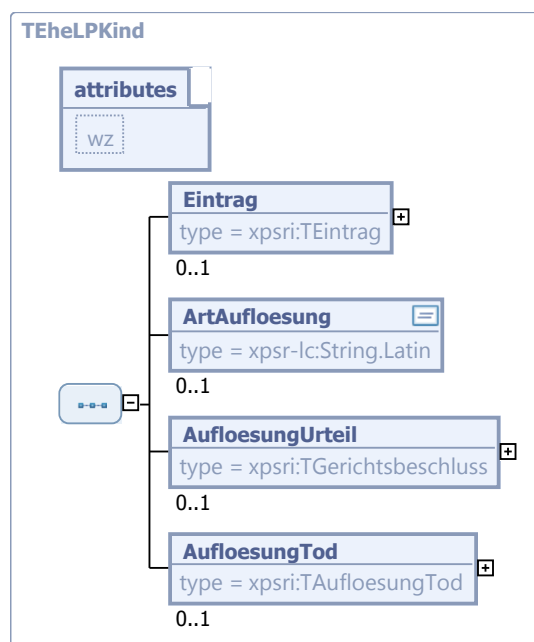 TEheLPKind
attributes
wz
Eintrag
type = xpsri:TEintrag
0..1
ArtAufloesung
type = xpsr-lc:String.Latin
0..1
AufloesungUrteil
type = xpsri:TGerichtsbeschluss
0..1
AufloesungTod
type = xpsri:TAufloesungTod
0..1